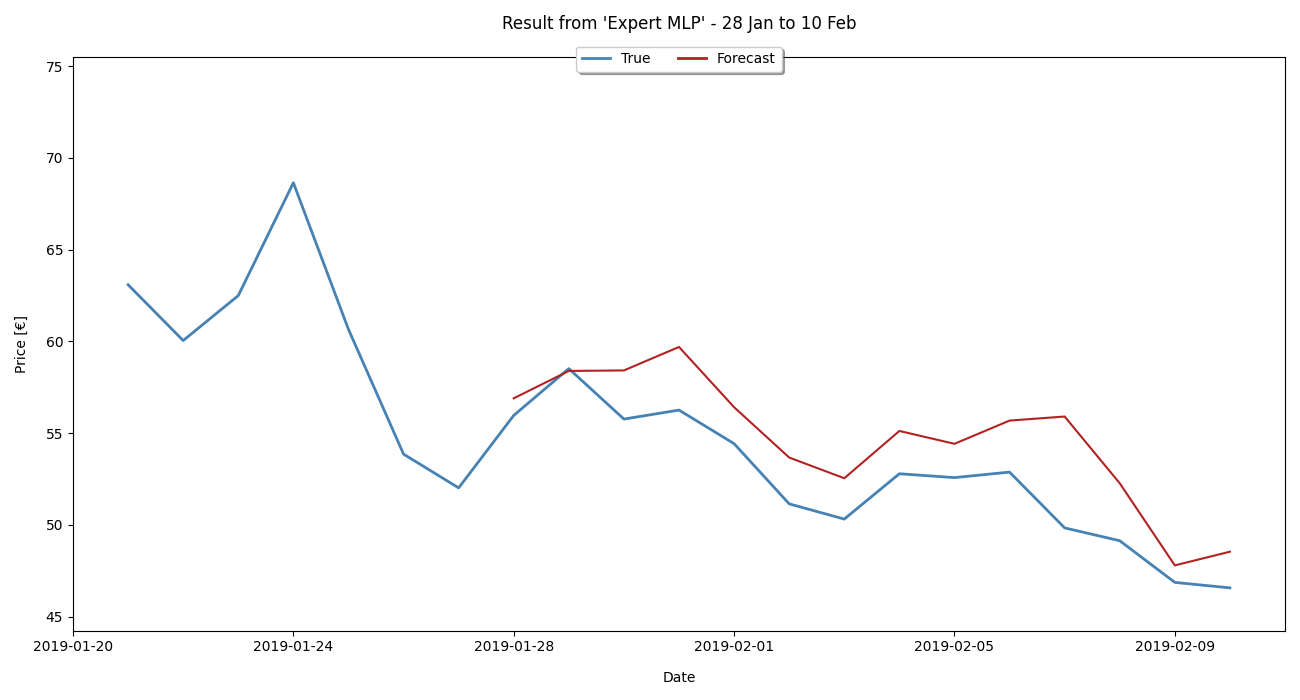 Result from 'Expert MLP' - 28 Jan to 10 Feb
True Forecast
75
70
65
60
55
50
45
Price [€]
2019-01-20 2019-01-24 2019-01-28 2019-02-01 2019-02-05 2019-02-09
Date